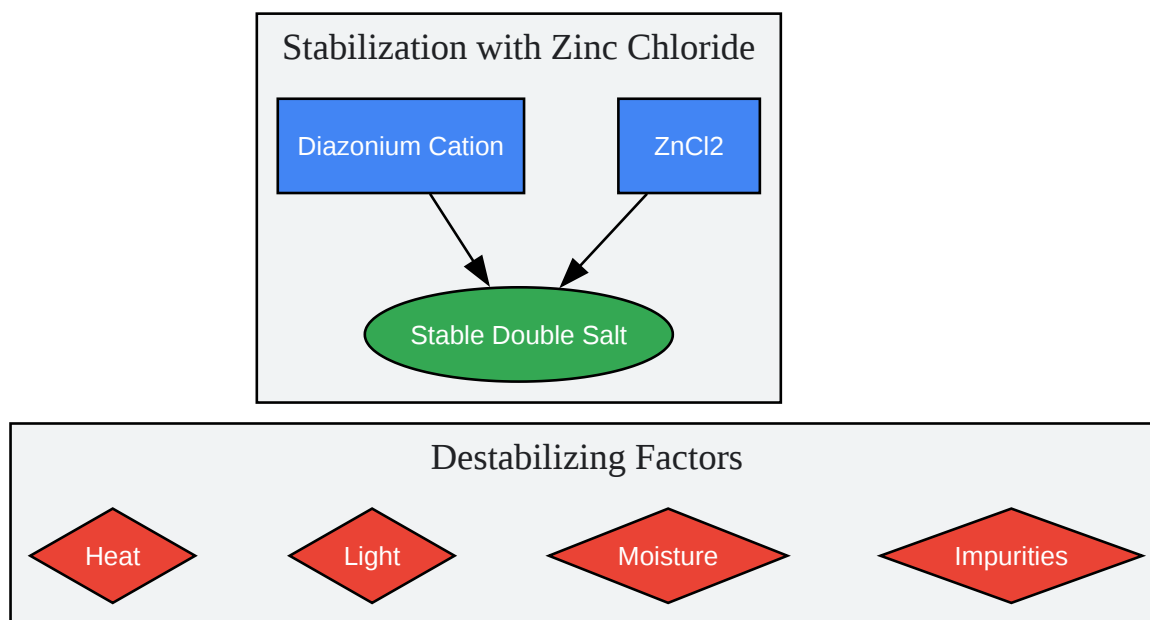 Stabilization with Zinc Chloride
Diazonium Cation
ZnCl2
Stable Double Salt
Destabilizing Factors
Heat
Light
Moisture
Impurities